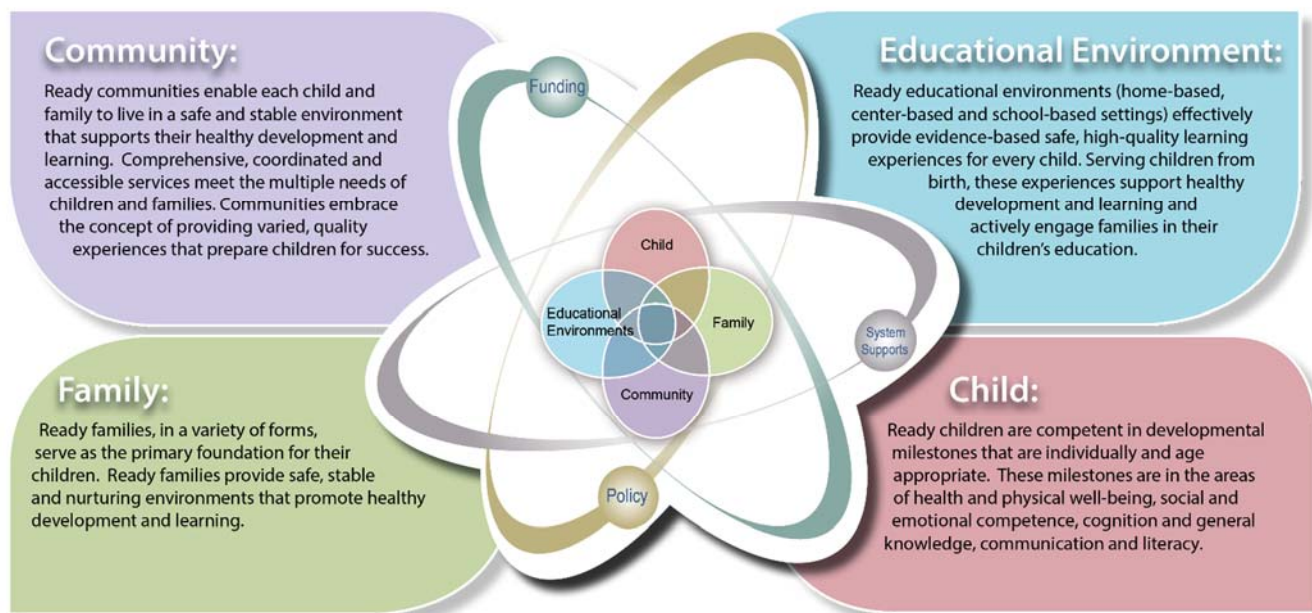 Community:
Ready communities enable each child and
family to live in a safe and stable environment
that supports their healthy development and
learning. Comprehensive, coordinated and
accessible services meet the multiple needs of
children and families. Communities embrace
the concept of providing varied, quality
experiences that prepare children for success.
Educational Environment:
Ready educational environments (home-based,
center-based and school-based settings) effectively
provide evidence-based safe, high-quality learning
experiences for every child. Serving children from
birth, these experiences support healthy
development and learning and
actively engage families in their
children's education.
Funding
Child
Educational
Environments
Family
Community
System
Supports
Policy
Family:
Ready families, in a variety of forms,
serve as the primary foundation for their
children. Ready families provide safe, stable
and nurturing environments that promote healthy
development and learning.
Child:
Ready children are competent in developmental
milestones that are individually and age
appropriate. These milestones are in the areas
of health and physical well-being, social and
emotional competence, cognition and general
knowledge, communication and literacy.